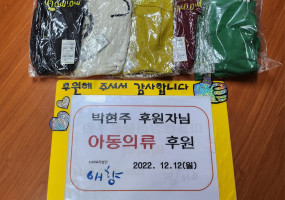 후원해 주셔서 감사합니다
박현주 후원자님
아동의류 후원
2022. 12.12(월)
애향